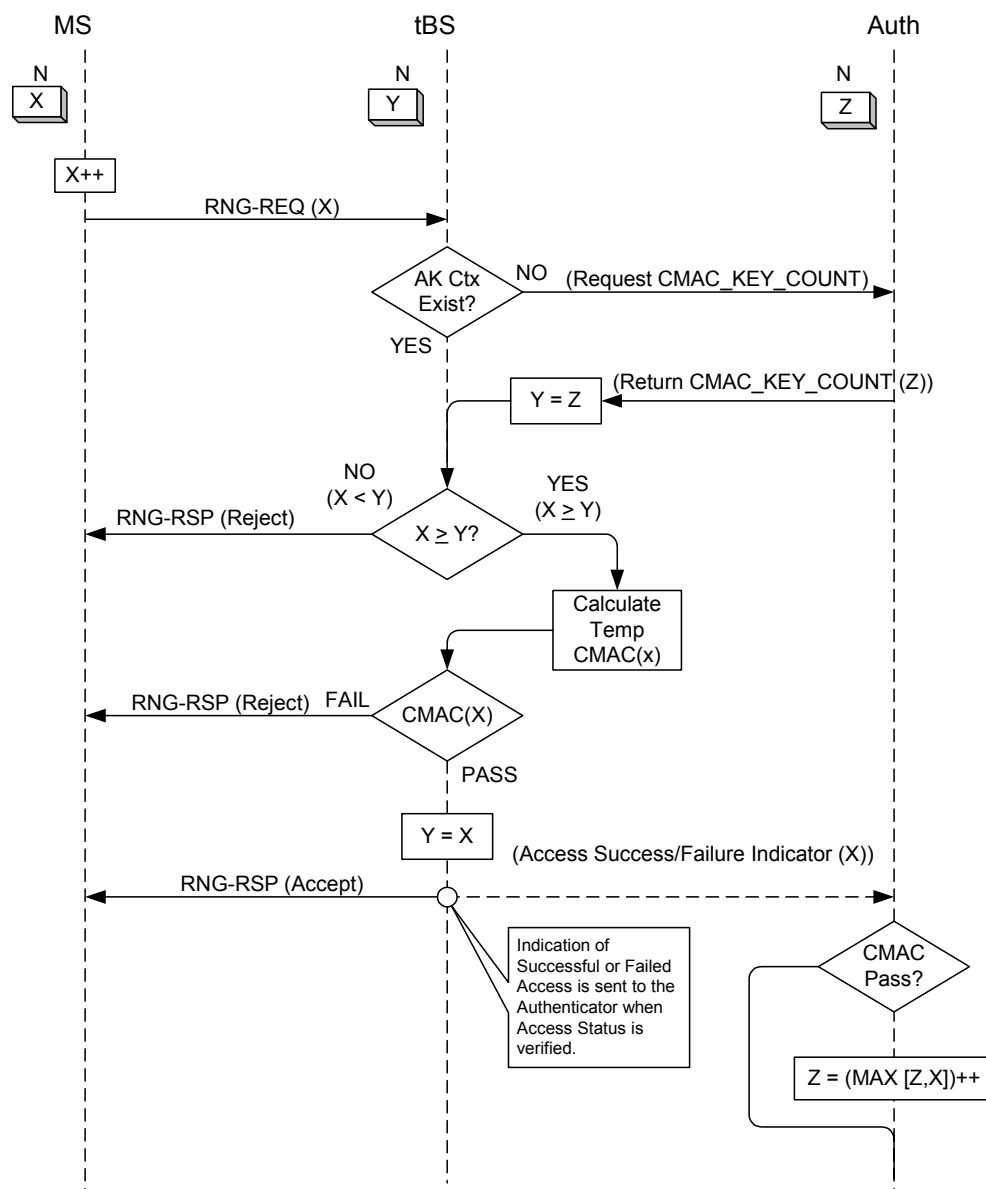 MS
tBS
Auth
N
N
N
X
Y
Z
X++
RNG-REQ (X)
AK Ctx
Exist?
NO
(Request CMAC_KEY_COUNT)
YES
(Return CMAC_KEY_COUNT (Z))
Y = Z
NO
(X < Y)
YES
(X ≥ Y)
RNG-RSP (Reject)
X ≥ Y?
Calculate
Temp
CMAC(x)
RNG-RSP (Reject)
FAIL
CMAC(X)
PASS
Y = X
(Access Success/Failure Indicator (X))
RNG-RSP (Accept)
Indication of
Successful or Failed
Access is sent to the
Authenticator when
Access Status is
verified.
CMAC
Pass?
Z = (MAX [Z,X])++